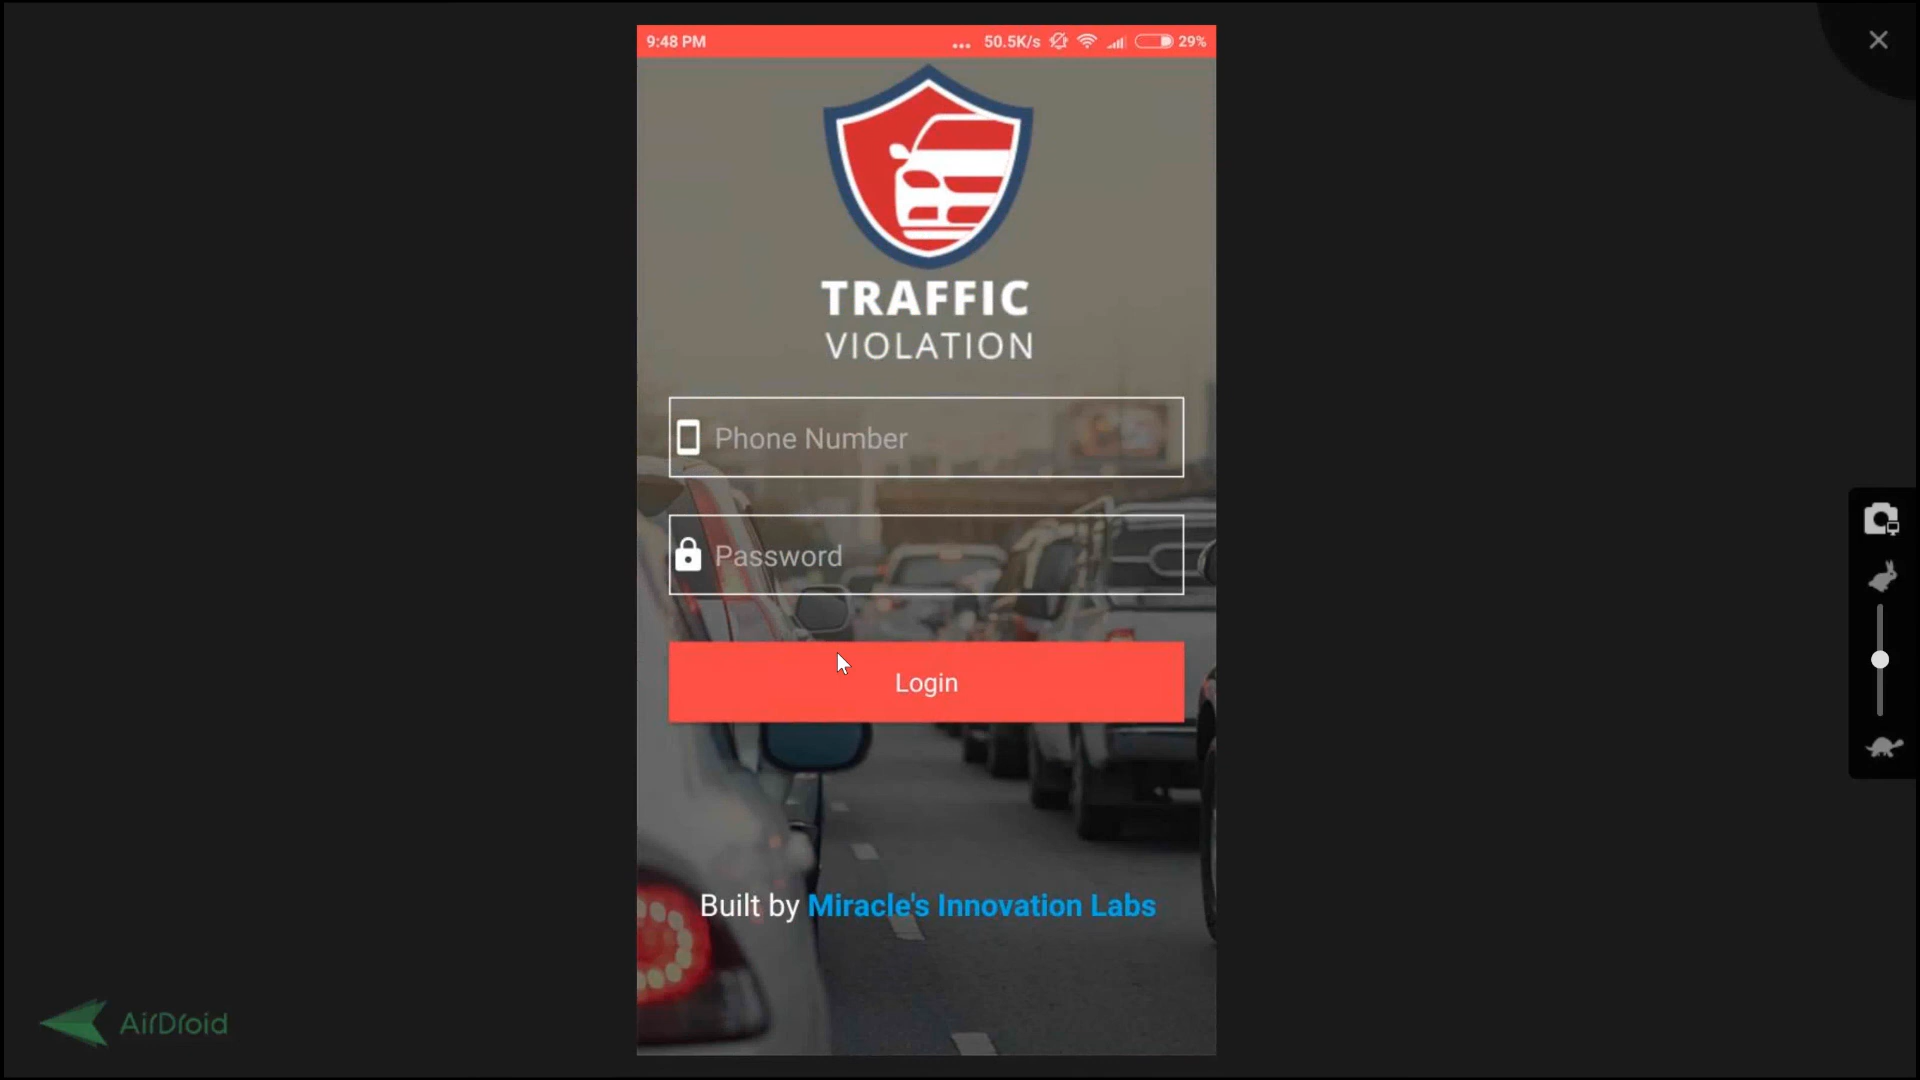 9:48 PM ... 50.5K/s 29%
TRAFFIC
VIOLATION
Phone Number
Password
Login
Built by Miracle's Innovation Labs
AirDroid